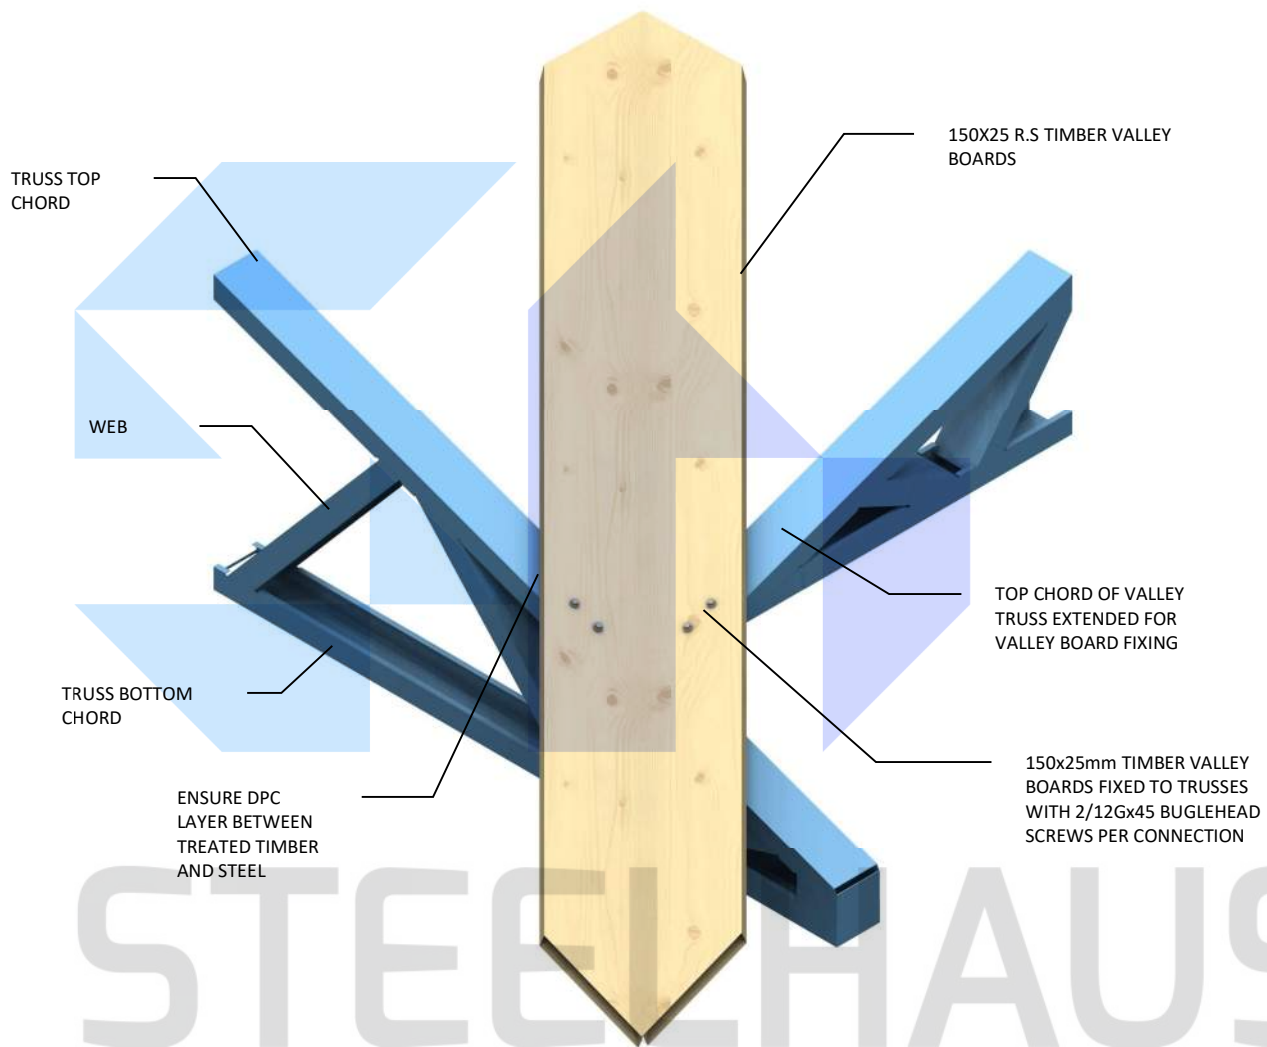 150X25 R.S TIMBER VALLEY
BOARDS
TRUSS TOP
CHORD
WEB
TOP CHORD OF VALLEY
TRUSS EXTENDED FOR
VALLEY BOARD FIXING
TRUSS BOTTOM
CHORD
150x25mm TIMBER VALLEY
BOARDS FIXED TO TRUSSES
WITH 2/12Gx45 BUGLEHEAD
SCREWS PER CONNECTION
ENSURE DPC
LAYER BETWEEN
TREATED TIMBER
AND STEEL
STEELHAUS